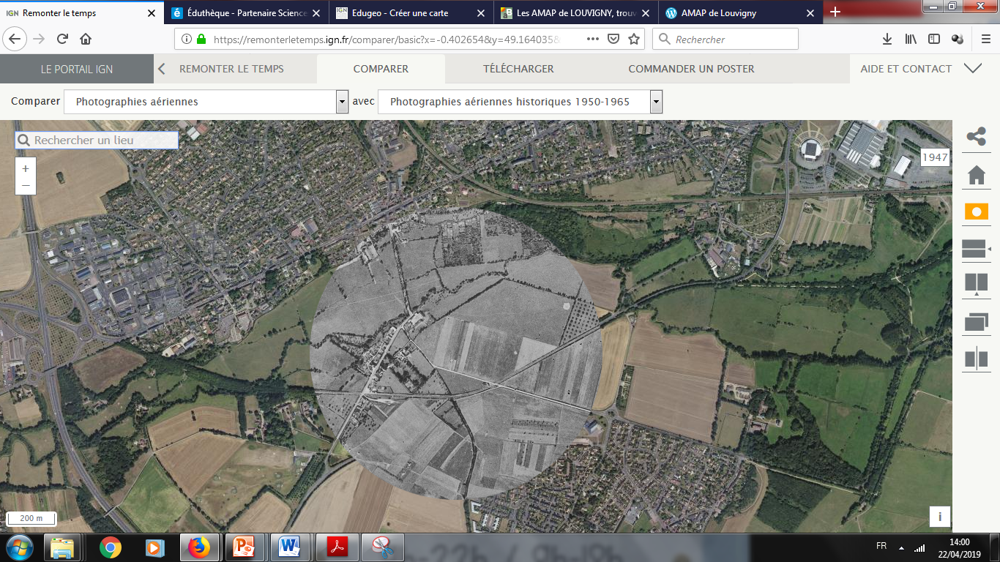 IGN Remonter le temps
Éduthèque - Partenaire Science
IGN Edugeo - Créer une carte
Les AMAP de LOUVIGNY, trouv
AMAP de Louvigny
https://remonterletemps.ign.fr/comparer/basic?x=-0.402654&y=49.164035&
Rechercher
LE PORTAIL IGN
REMONTER LE TEMPS
COMPARER
TÉLÉCHARGER
COMMANDER UN POSTER
AIDE ET CONTACT
Comparer
Photographies aériennes
avec
Photographies aériennes historiques 1950-1965
Rechercher un lieu
+
–
1947
200 m
i
FR
14:00
22/04/2019